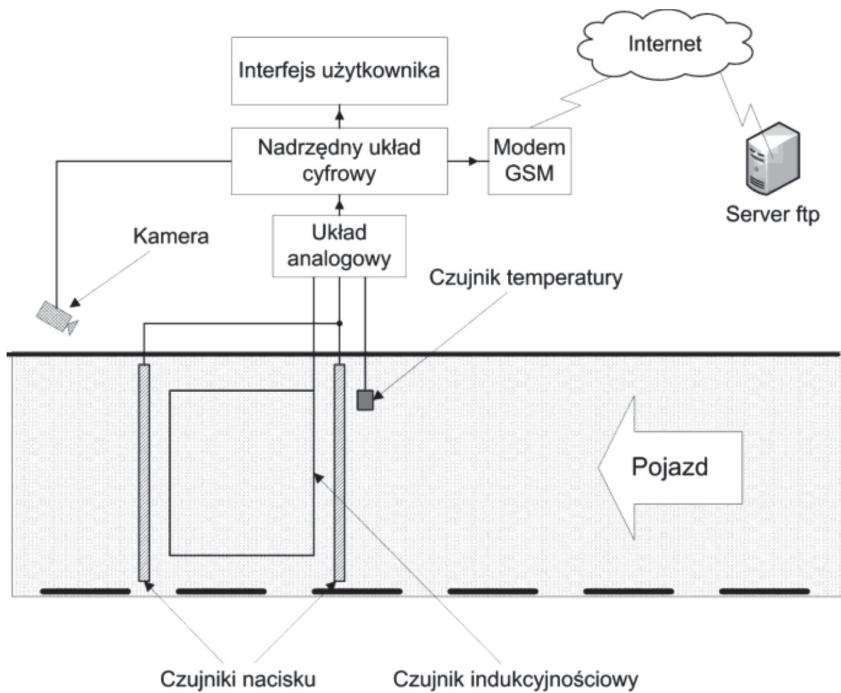 Internet
Interfejs użytkownika
Nadrzędny układ
cyfrowy
Modem
GSM
Server ftp
Kamera
Układ
analogowy
Czujnik temperatury
Pojazd
Czujniki nacisku
Czujnik indukcyjnościowy